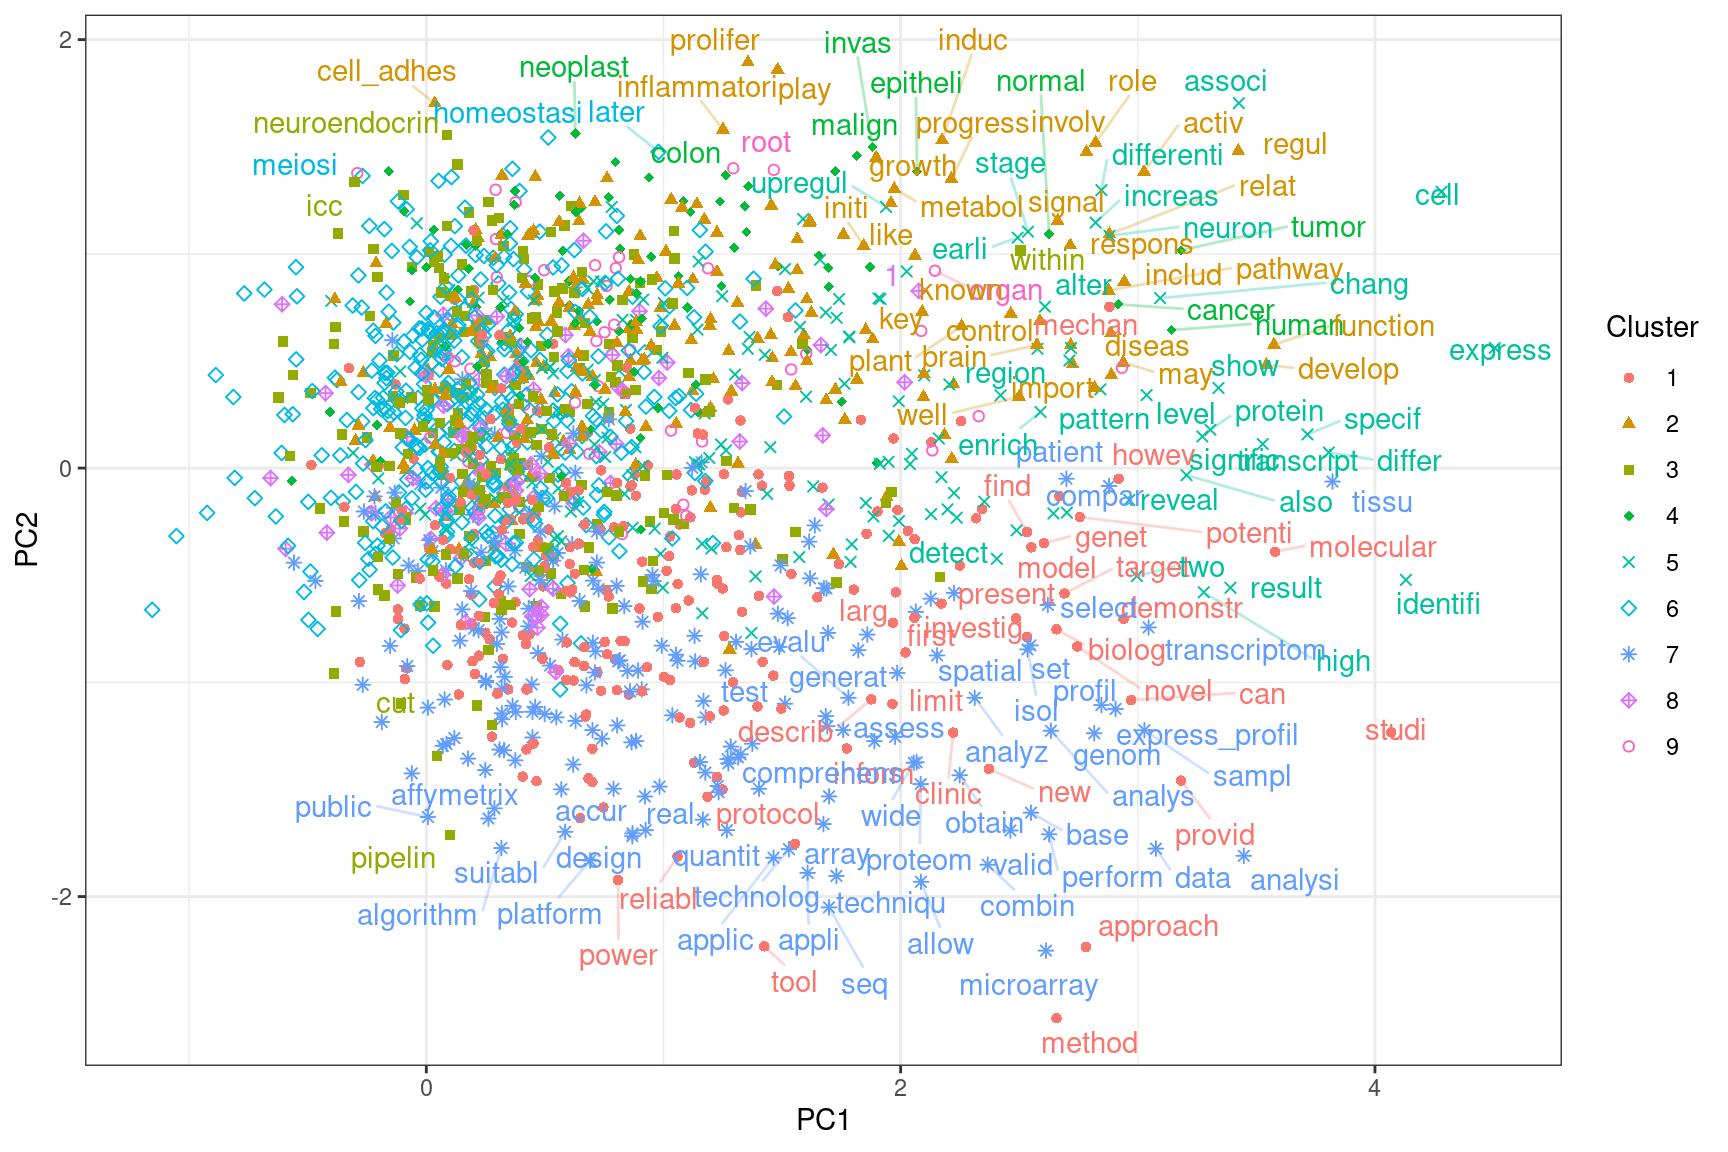 2
0
-2
0
2
4
PC1
PC2
Cluster
1
2
3
4
5
6
7
8
9
prolifer
invas
induc
cell_adhes
neoplast
inflammatori
play
epitheli
normal
role
associ
neuroendocrin
homeostasi
later
malign
progress
involv
activ
regul
meiosi
colon
root
upregul
growth
stage
differenti
relat
icc
initi
metabol
signal
increas
cell
like
earli
within
respons
neuron
tumor
1
known
organ
alter
includ
pathway
chang
key
control
mechan
cancer
human
function
plant
brain
region
diseas
may
show
develop
express
well
import
enrich
pattern
level
protein
specif
patient
howev
signific
transcript
differ
find
compar
reveal
also
tissu
detect
genet
potenti
molecular
model
target
two
result
identifi
larg
present
select
demonstr
evalu
first
investig
biolog
transcriptom
high
generat
spatial
set
test
limit
profil
novel
can
cut
isol
describ
assess
analyz
genom
express_profil
studi
comprehens
inform
sampl
affymetrix
clinic
new
analys
public
accur
real
protocol
wide
obtain
base
provid
pipelin
suitabl
design
quantit
array
proteom
valid
perform
data
analysi
algorithm
platform
reliabl
technolog
techniqu
combin
power
applic
appli
allow
approach
tool
seq
microarray
method